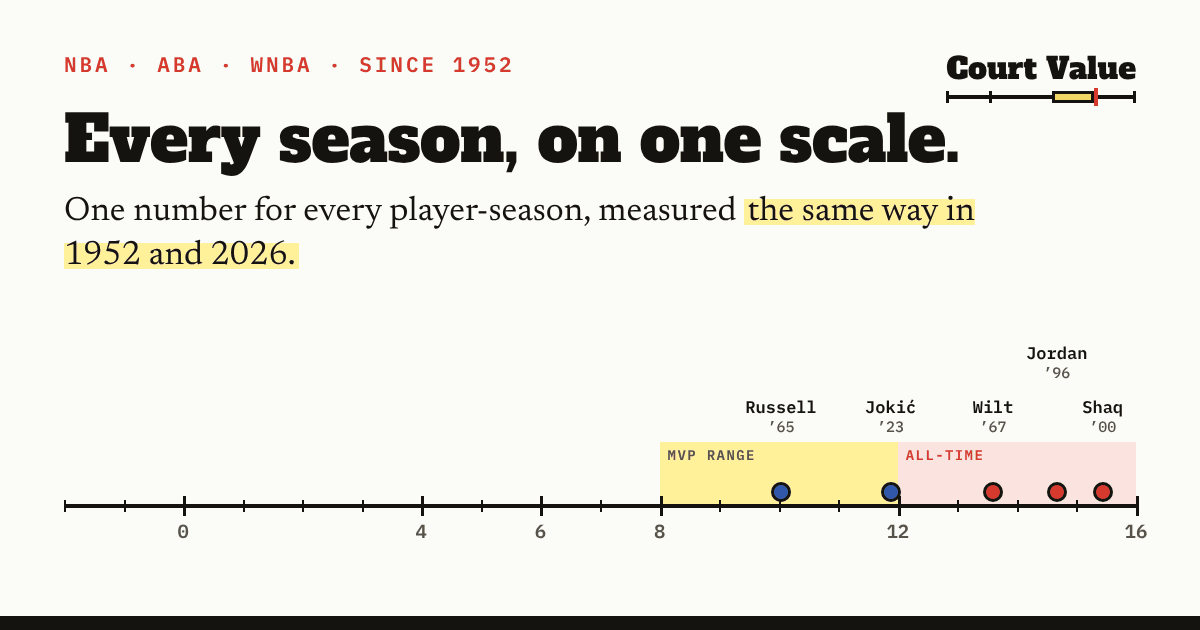 NBA · ABA · WNBA · SINCE 1952
Court Value
Every season, on one scale.
One number for every player-season, measured the same way in
1952 and 2026.
Jordan
’96
Russell
’65
Jokić
’23
Wilt
’67
Shaq
’00
MVP RANGE
ALL-TIME
0
4
6
8
12
16